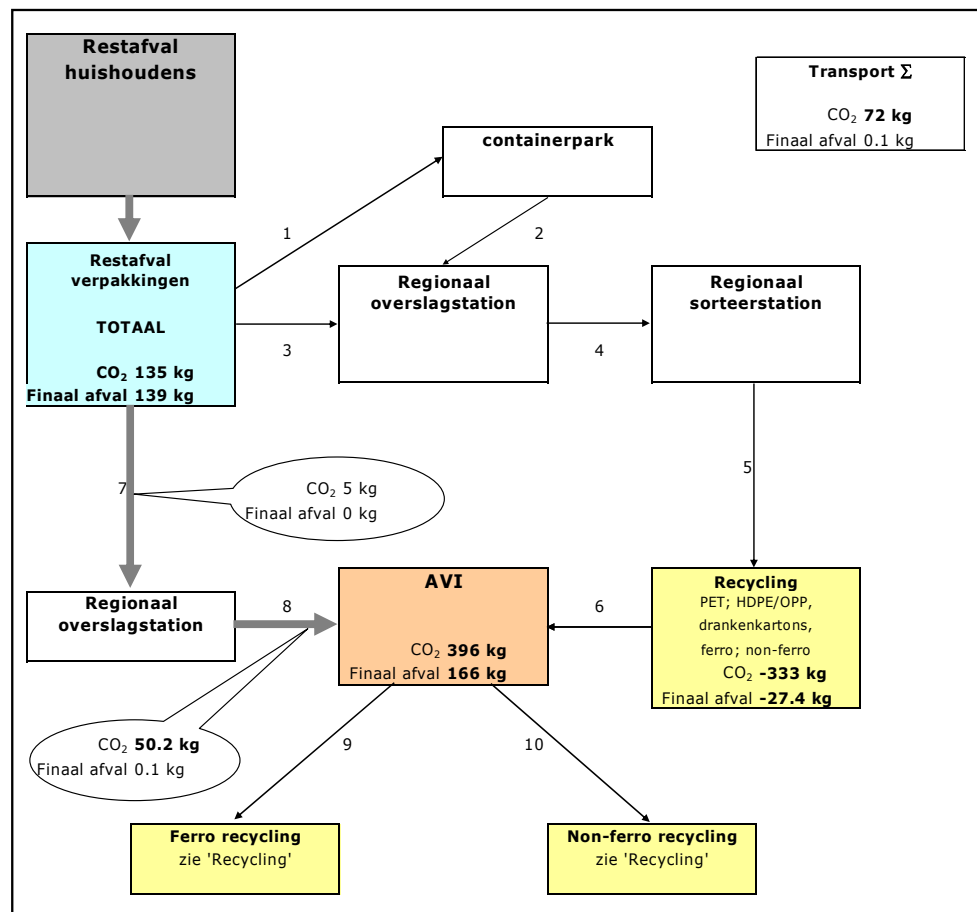 Restafval
huishoudens
Transport Σ
CO₂ 72 kg
Finaal afval 0.1 kg
containerpark
1
2
Restafval
verpakkingen
TOTAAL
CO₂ 135 kg
Finaal afval 139 kg
Regionaal
overslagstation
Regionaal
sorteerstation
3
4
5
7
CO₂ 5 kg
Finaal afval 0 kg
Regionaal
overslagstation
8
AVI
CO₂ 396 kg
Finaal afval 166 kg
6
Recycling
PET; HDPE/OPP,
drankenkartons,
ferro; non-ferro
CO₂ -333 kg
Finaal afval -27.4 kg
CO₂ 50.2 kg
Finaal afval 0.1 kg
9
10
Ferro recycling
zie 'Recycling'
Non-ferro recycling
zie 'Recycling'